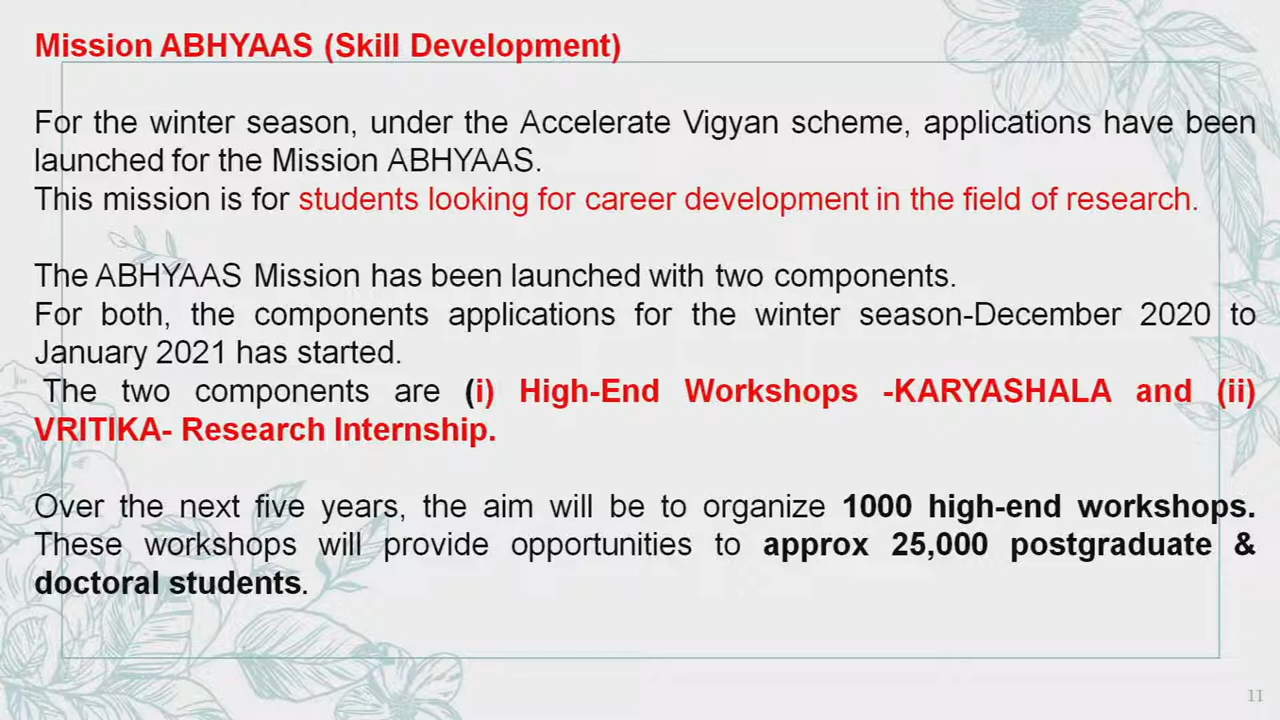 Mission ABHYAAS (Skill Development)
For the winter season, under the Accelerate Vigyan scheme, applications have been
launched for the Mission ABHYAAS.
This mission is for students looking for career development in the field of research.
The ABHYAAS Mission has been launched with two components.
For both, the components applications for the winter season-December 2020 to
January 2021 has started.
The two components are (i) High-End Workshops -KARYASHALA and (ii)
VRITIKA- Research Internship.
Over the next five years, the aim will be to organize 1000 high-end workshops.
These workshops will provide opportunities to approx 25,000 postgraduate &
doctoral students.
11